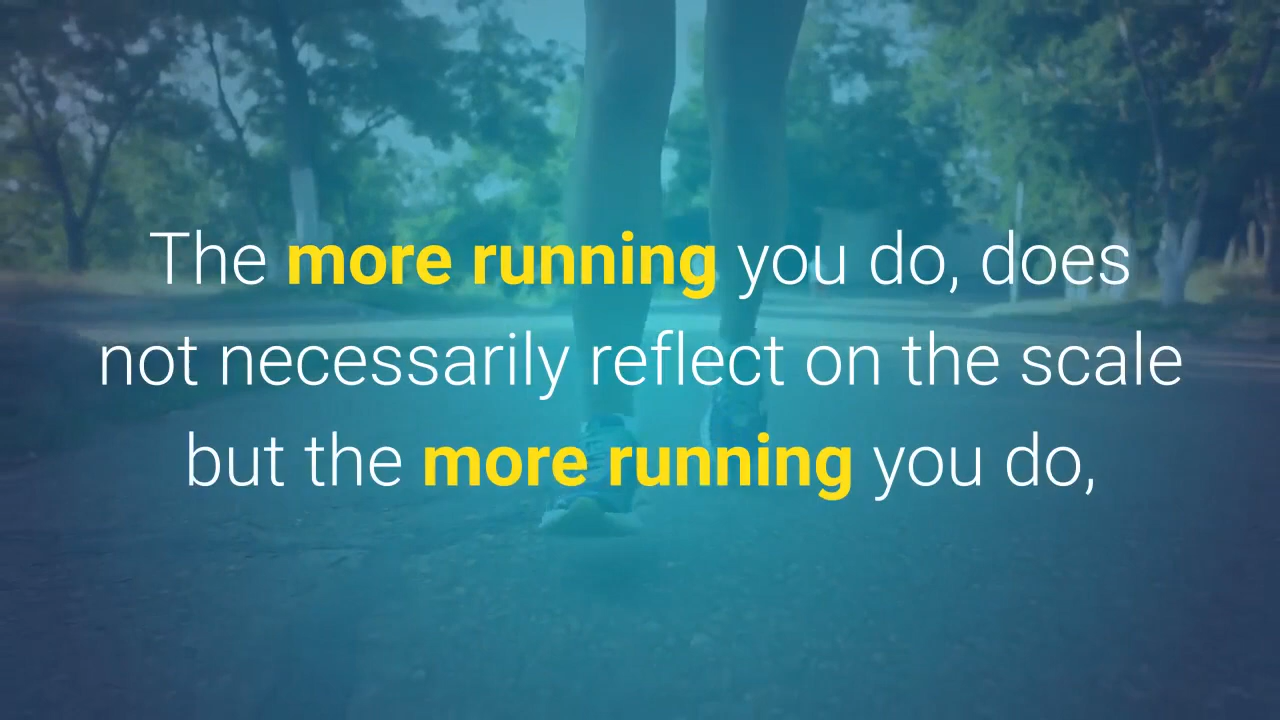 The more running you do, does
not necessarily reflect on the scale
but the more running you do,